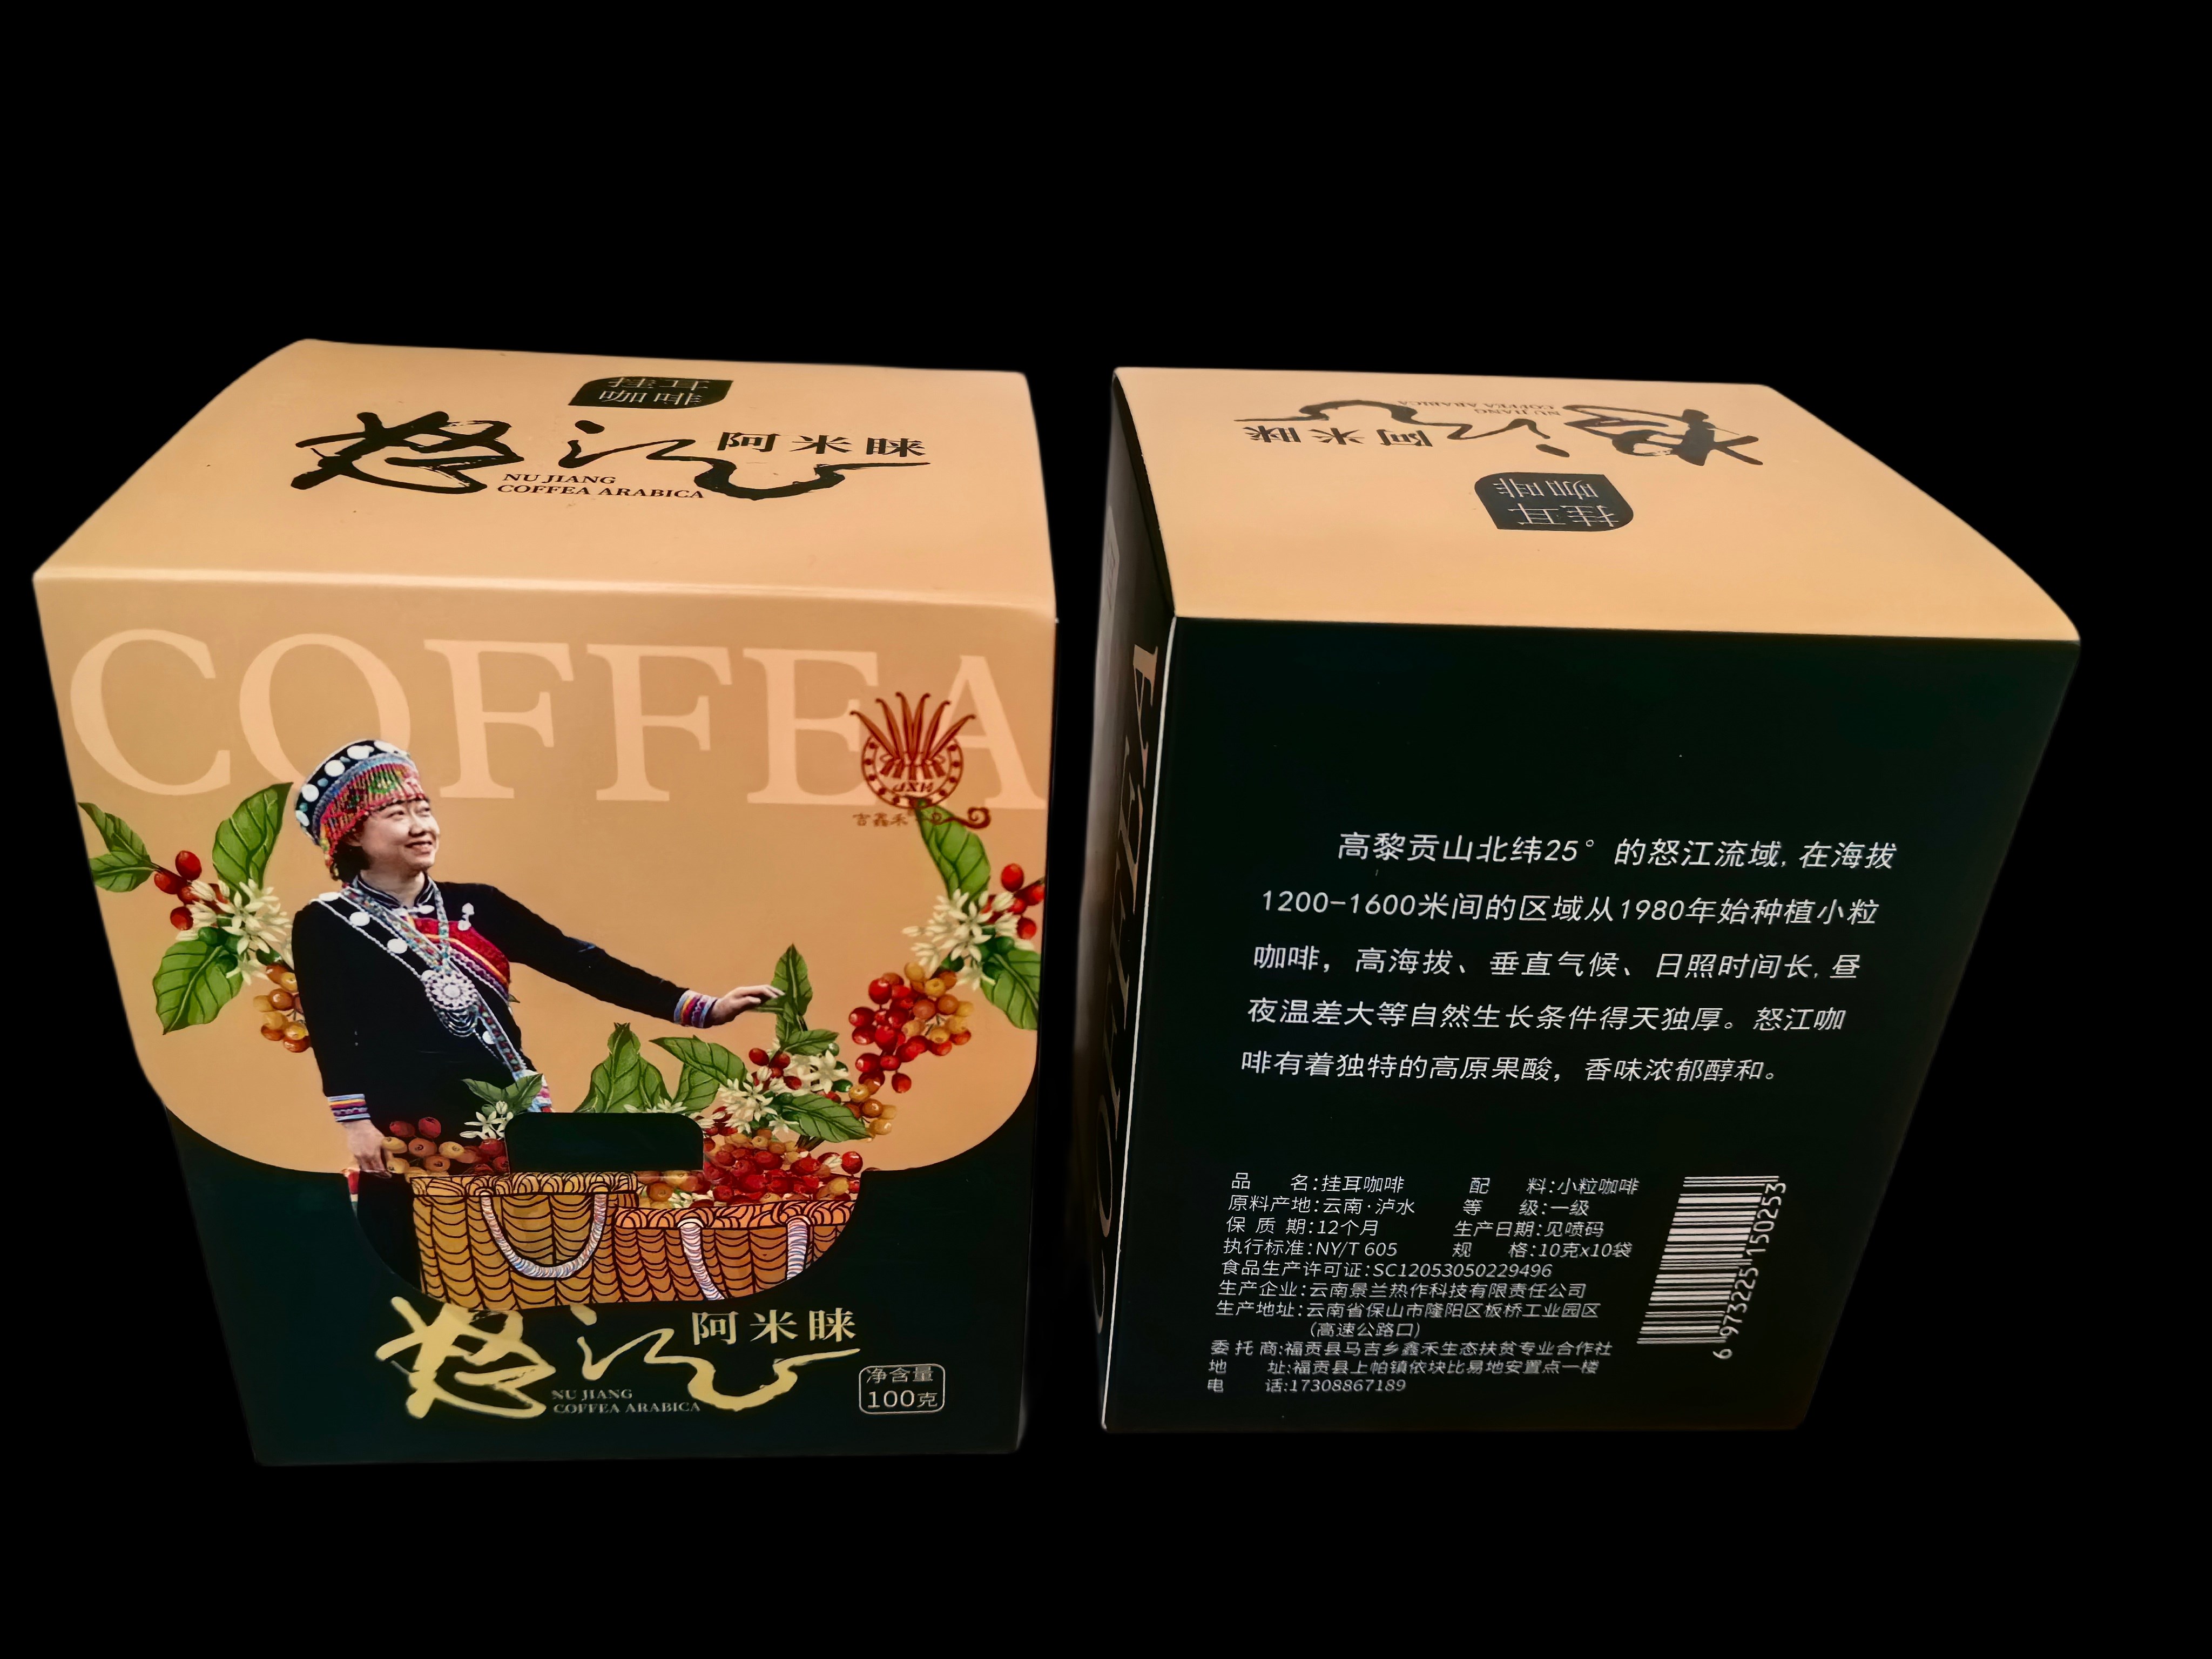 挂耳
咖啡
怒江
阿米眯
NU JIANG
COFFEA ARABICA
COFFEA
JXH
吉鑫禾
怒江
阿米睐
NU JIANG
COFFEA ARABICA
净含量
100克
NU JIANG
COFFEA ARABICA
怒江
阿米睐
挂耳
咖啡
COFFEA
高黎贡山北纬25°的怒江流域,在海拔
1200-1600米间的区域从1980年始种植小粒
咖啡，高海拔、垂直气候、日照时间长,昼
夜温差大等自然生长条件得天独厚。怒江咖
啡有着独特的高原果酸，香味浓郁醇和。
品 名:挂耳咖啡 配 料:小粒咖啡
原料产地:云南·泸水 等 级:一级
保 质 期:12个月 生产日期:见喷码
执行标准:NY/T 605 规 格:10克x10袋
食品生产许可证:SC12053050229496
生产企业:云南景兰热作科技有限责任公司
生产地址:云南省保山市隆阳区板桥工业园区
(高速公路口)
委 托 商:福贡县马吉乡鑫禾生态扶贫专业合作社
地 址:福贡县上帕镇依块比易地安置点一楼
电 话:17308867189
6 973225 150253